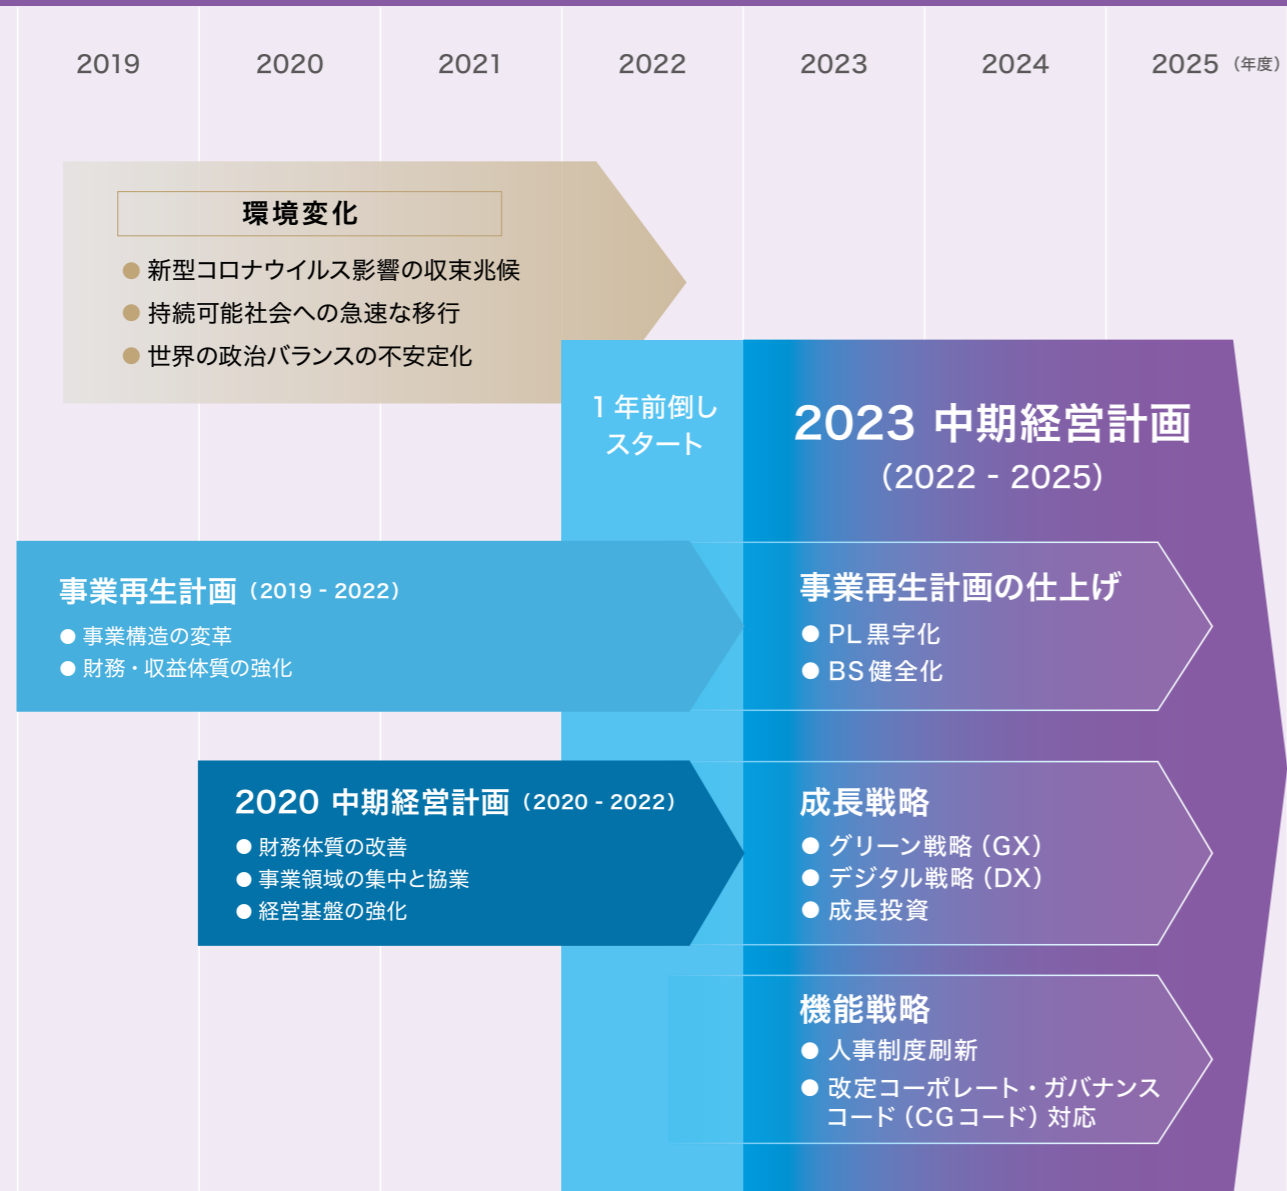 2019 2020 2021 2022 2023 2024 2025（年度）
環境変化
● 新型コロナウイルス影響の収束兆候
● 持続可能社会への急速な移行
● 世界の政治バランスの不安定化
1年前倒し
スタート
2023 中期経営計画
（2022 - 2025）
事業再生計画（2019 - 2022）
● 事業構造の変革
● 財務・収益体質の強化
事業再生計画の仕上げ
● PL黒字化
● BS健全化
2020 中期経営計画（2020 - 2022）
● 財務体質の改善
● 事業領域の集中と協業
● 経営基盤の強化
成長戦略
● グリーン戦略（GX）
● デジタル戦略（DX）
● 成長投資
機能戦略
● 人事制度刷新
● 改定コーポレート・ガバナンス
コード（CGコード）対応